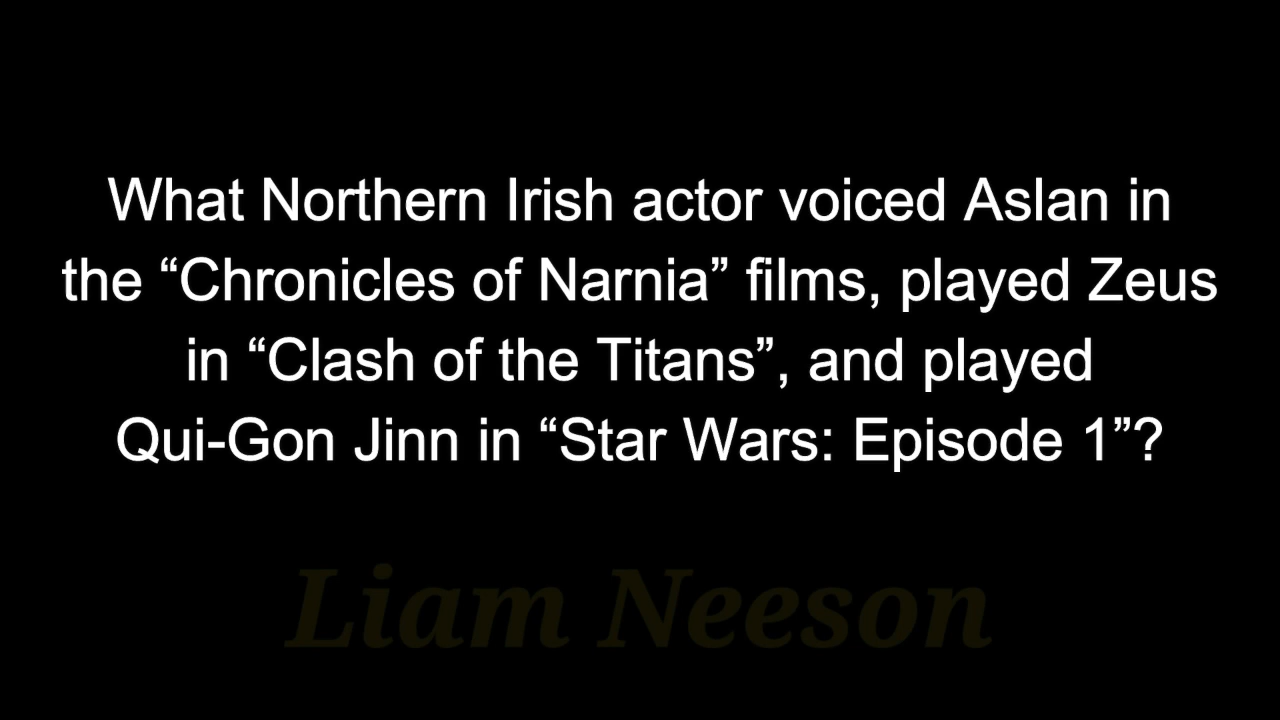 What Northern Irish actor voiced Aslan in
the “Chronicles of Narnia” films, played Zeus
in “Clash of the Titans”, and played
Qui-Gon Jinn in “Star Wars: Episode 1”?
Liam Neeson